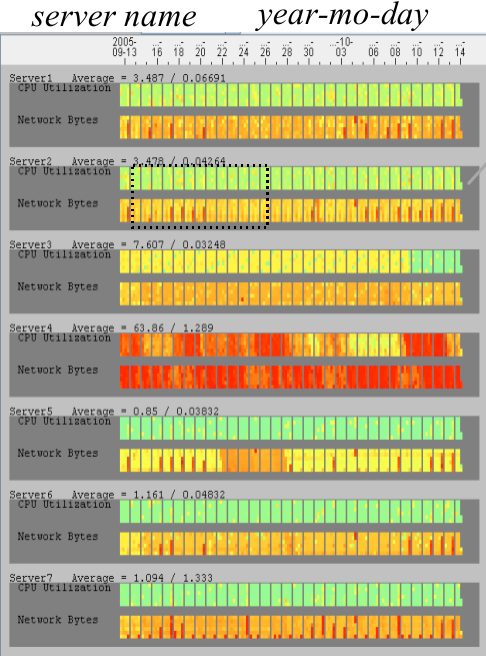 server name year-mo-day
2005- ..- ..- ..- ..- ..- ..- ..- ..- -10- ..- ..- ..- ..- ..-
09-13 16 18 20 22 24 26 28 30 03 06 08 10 12 14
Server1 Average = 3.487 / 0.06691
CPU Utilization
Network Bytes
Server2 Average = 3.478 / 0.04264
CPU Utilization
Network Bytes
Server3 Average = 7.607 / 0.03248
CPU Utilization
Network Bytes
Server4 Average = 63.86 / 1.289
CPU Utilization
Network Bytes
Server5 Average = 0.85 / 0.03832
CPU Utilization
Network Bytes
Server6 Average = 1.161 / 0.04832
CPU Utilization
Network Bytes
Server7 Average = 1.094 / 1.333
CPU Utilization
Network Bytes